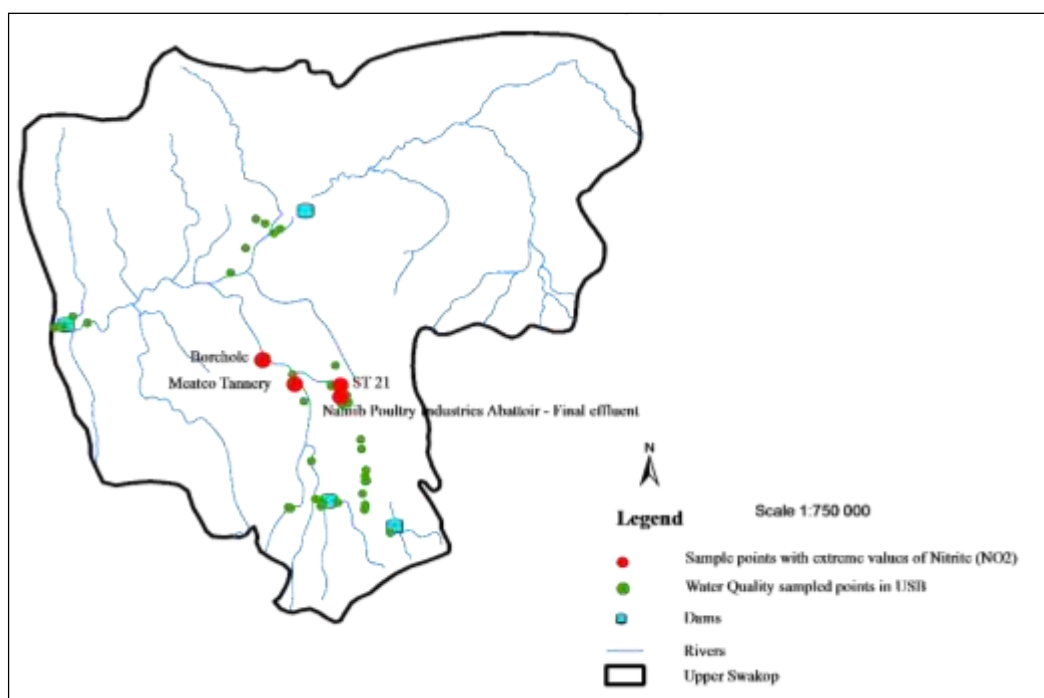 Borehole
Meatco Tannery
ST 21
Namib Poultry Industries Abattoir - Final effluent
N
Scale 1:750 000
Legend
Sample points with extreme values of Nitrite (NO2)
Water Quality sampled points in USB
Dams
Rivers
Upper Swakop